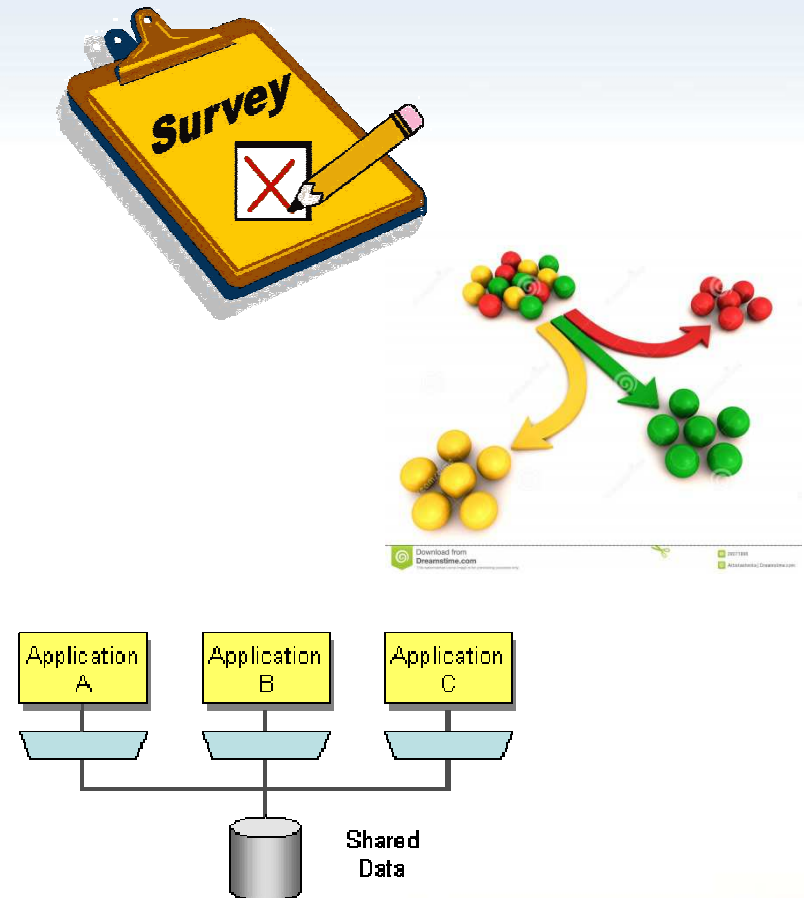 Survey
Download from
Dreamstime.com
Application
A
Application
B
Application
C
Shared
Data